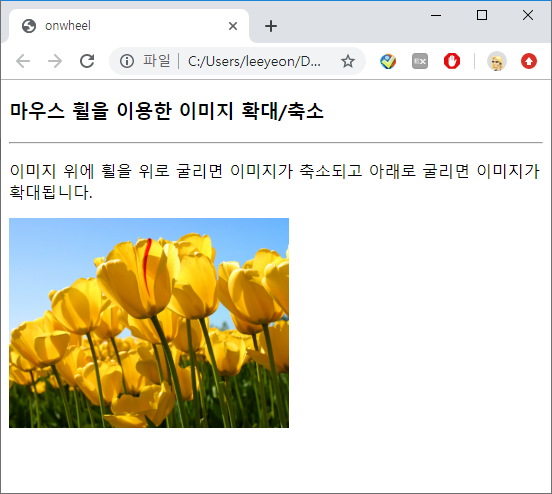 onwheel
파일 C:/Users/leeyeon/D...
마우스 휠을 이용한 이미지 확대/축소
이미지 위에 휠을 위로 굴리면 이미지가 축소되고 아래로 굴리면 이미지가
확대됩니다.